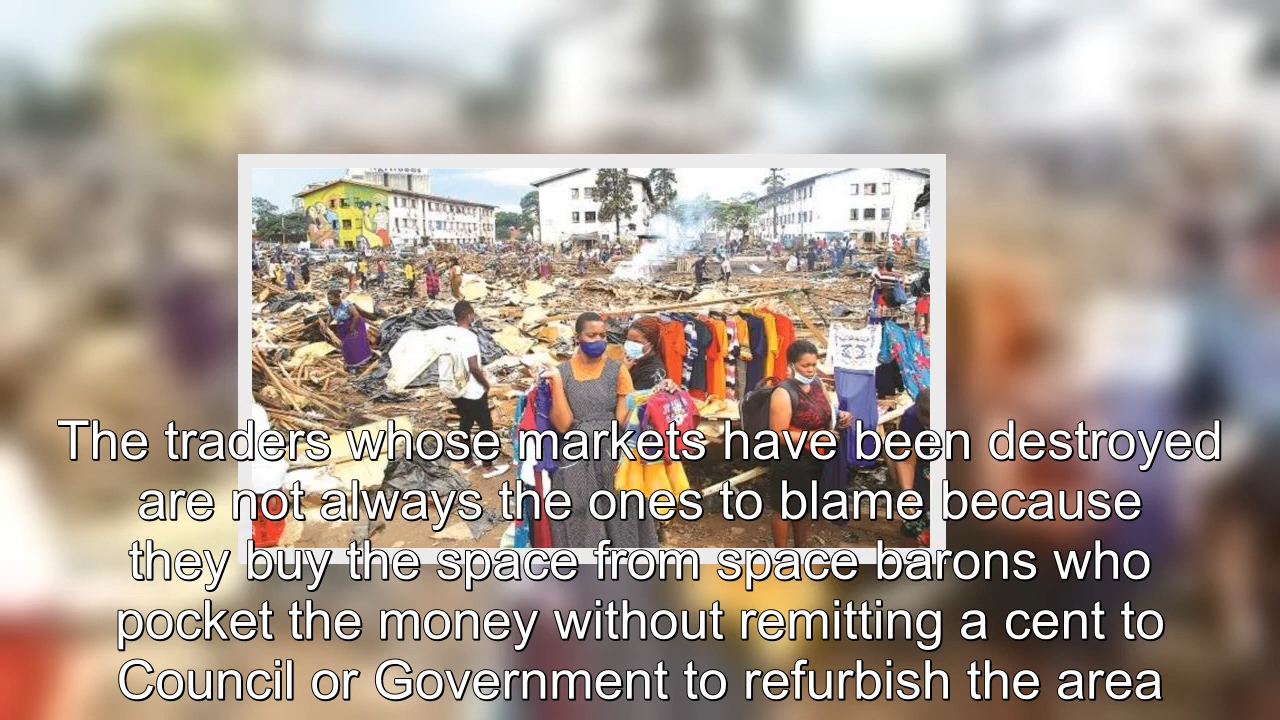 The traders whose markets have been destroyed
are not always the ones to blame because
they buy the space from space barons who
pocket the money without remitting a cent to
Council or Government to refurbish the area